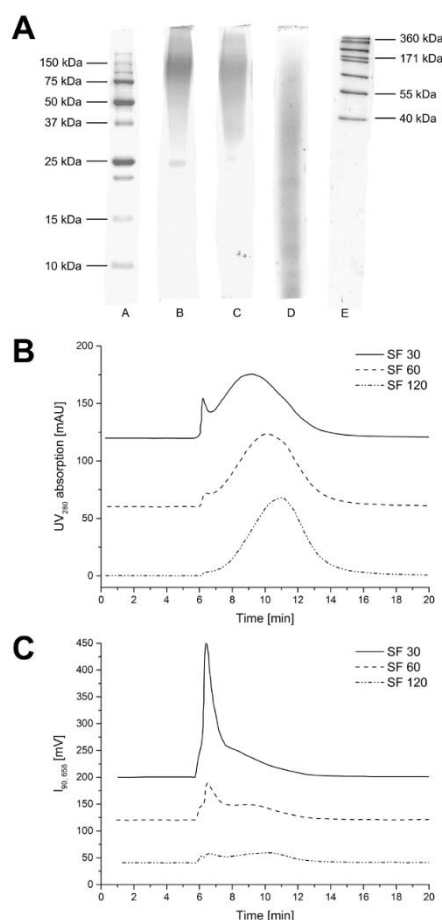 A
150 kDa
75 kDa
50 kDa
37 kDa
25 kDa
15 kDa
10 kDa
360 kDa
171 kDa
55 kDa
40 kDa
A B C D E
B
UV280 absorption [mAU]
200
150
100
50
0
SF 30
SF 60
SF 120
0 2 4 6 8 10 12 14 16 18 20
Time [min]
C
I90, 658 [mV]
450
400
350
300
250
200
150
100
50
0
SF 30
SF 60
SF 120
0 2 4 6 8 10 12 14 16 18 20
Time [min]